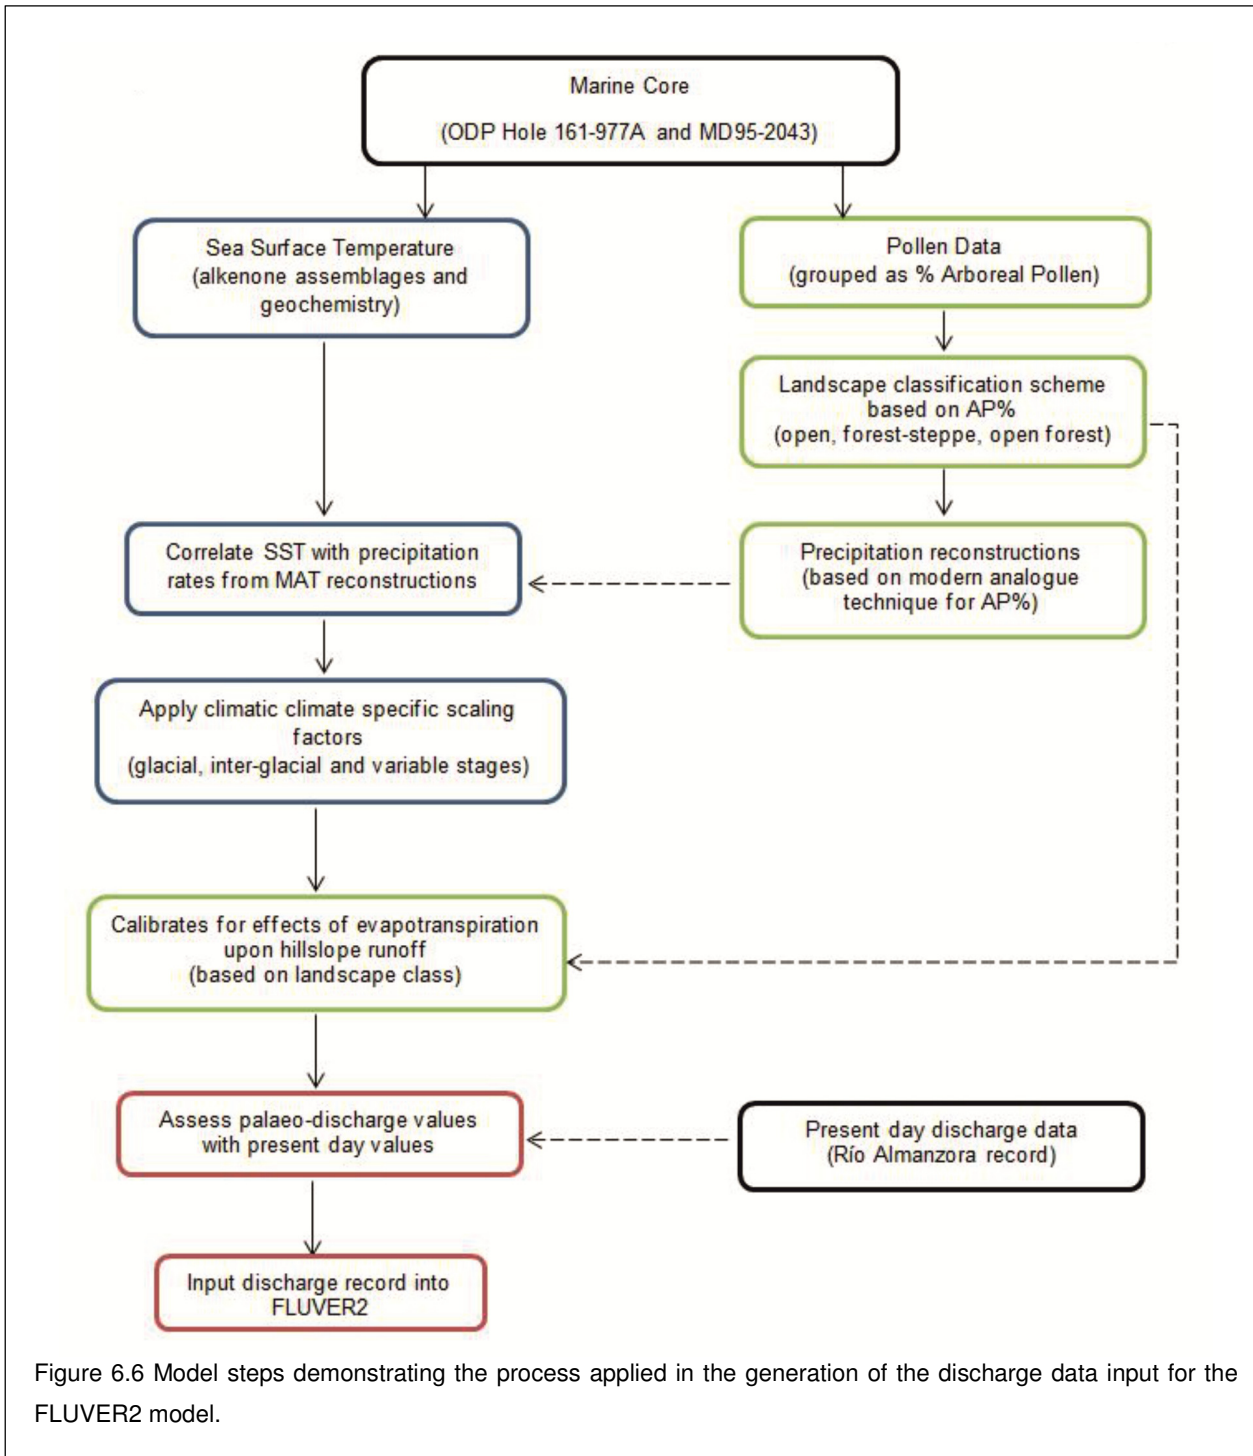 Marine Core
(ODP Hole 161-977A and MD95-2043)
Sea Surface Temperature
(alkenone assemblages and
geochemistry)
Pollen Data
(grouped as % Arboreal Pollen)
Landscape classification scheme
based on AP%
(open, forest-steppe, open forest)
Correlate SST with precipitation
rates from MAT reconstructions
Precipitation reconstructions
(based on modern analogue
technique for AP%)
Apply climatic climate specific scaling
factors
(glacial, inter-glacial and variable stages)
Calibrates for effects of evapotranspiration
upon hillslope runoff
(based on landscape class)
Assess palaeo-discharge values
with present day values
Present day discharge data
(Río Almanzora record)
Input discharge record into
FLUVER2
Figure 6.6 Model steps demonstrating the process applied in the generation of the discharge data input for the
FLUVER2 model.